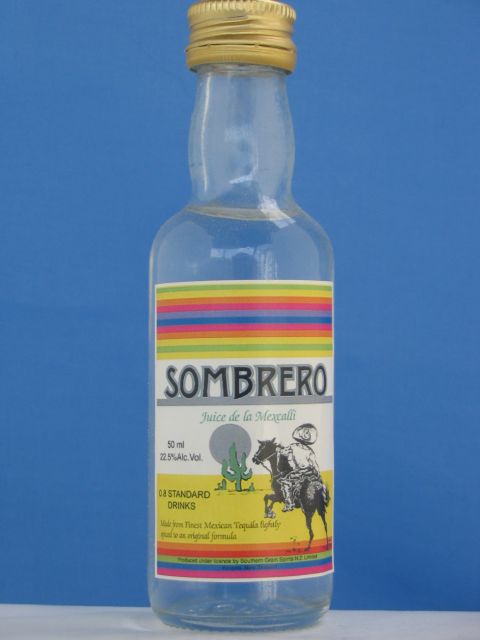 SOMBRERO
Juice de la Mexcalli
50 ml
22.5%Alc.Vol.
0.8 STANDARD
DRINKS
Made from Finest Mexican Tequila lightly
spiced to an original formula
Produced under licence by Southern Grain Spirits N.Z. Limited